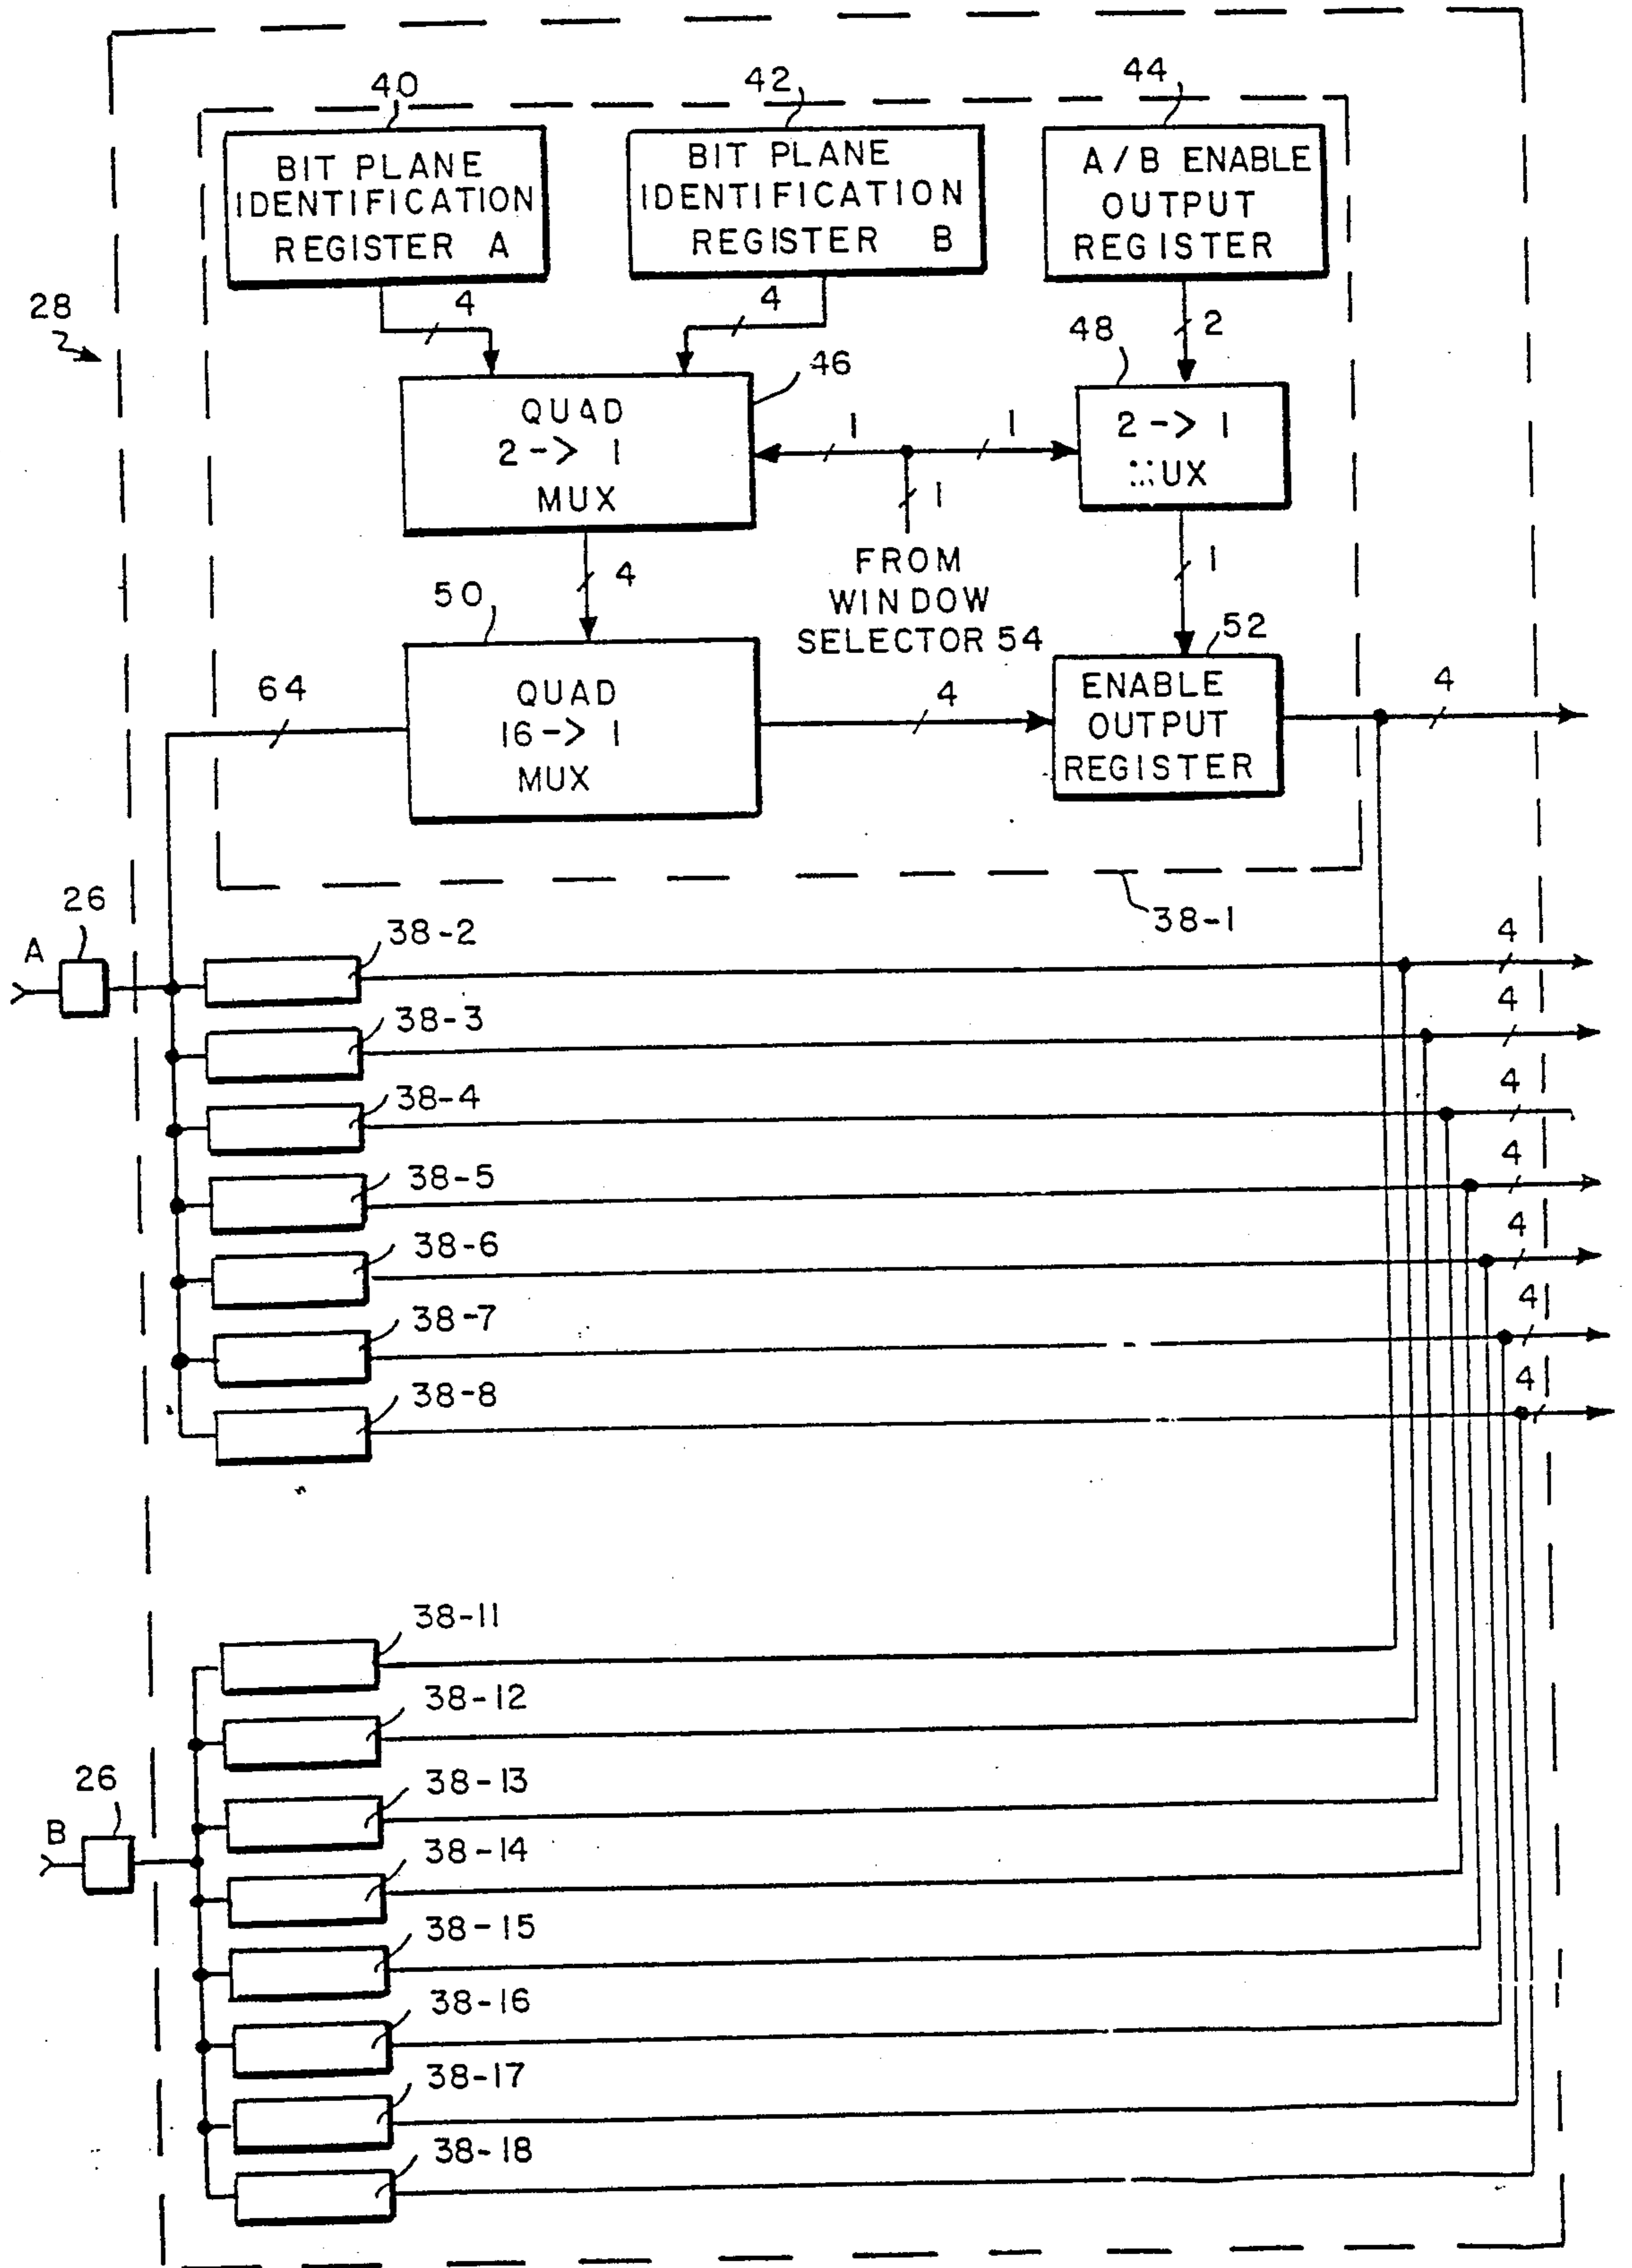 40
42
44
BIT PLANE
IDENTIFICATION
REGISTER A
BIT PLANE
IDENTIFICATION
REGISTER B
A/B ENABLE
OUTPUT
REGISTER
28
4
4
2
48
46
QUAD
2-> 1
MUX
1
1
2-> 1
1
4
1
FROM
WINDOW
SELECTOR 54
50
52
64
QUAD
16-> 1
MUX
4
ENABLE
OUTPUT
REGISTER
4
38-1
26
A
38-2
4
38-3
4
38-4
4
38-5
4
38-6
4
38-7
4
38-8
4
38-11
38-12
26
B
38-13
38-14
38-15
38-16
38-17
38-18